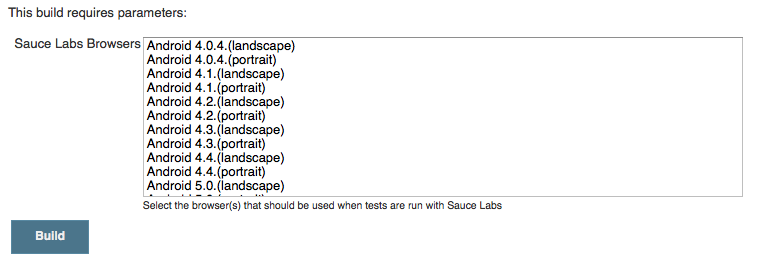 This build requires parameters:
Sauce Labs Browsers
Android 4.0.4.(landscape)
Android 4.0.4.(portrait)
Android 4.1.(landscape)
Android 4.1.(portrait)
Android 4.2.(landscape)
Android 4.2.(portrait)
Android 4.3.(landscape)
Android 4.3.(portrait)
Android 4.4.(landscape)
Android 4.4.(portrait)
Android 5.0.(landscape)
Select the browser(s) that should be used when tests are run with Sauce Labs
Build